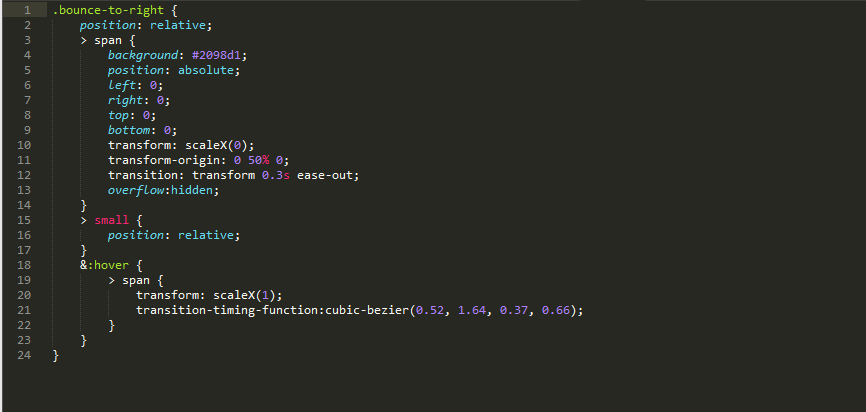 1 .bounce-to-right {
2 position: relative;
3 > span {
4 background: #2098d1;
5 position: absolute;
6 left: 0;
7 right: 0;
8 top: 0;
9 bottom: 0;
10 transform: scaleX(0);
11 transform-origin: 0 50% 0;
12 transition: transform 0.3s ease-out;
13 overflow:hidden;
14 }
15 > small {
16 position: relative;
17 }
18 &:hover {
19 > span {
20 transform: scaleX(1);
21 transition-timing-function:cubic-bezier(0.52, 1.64, 0.37, 0.66);
22 }
23 }
24 }